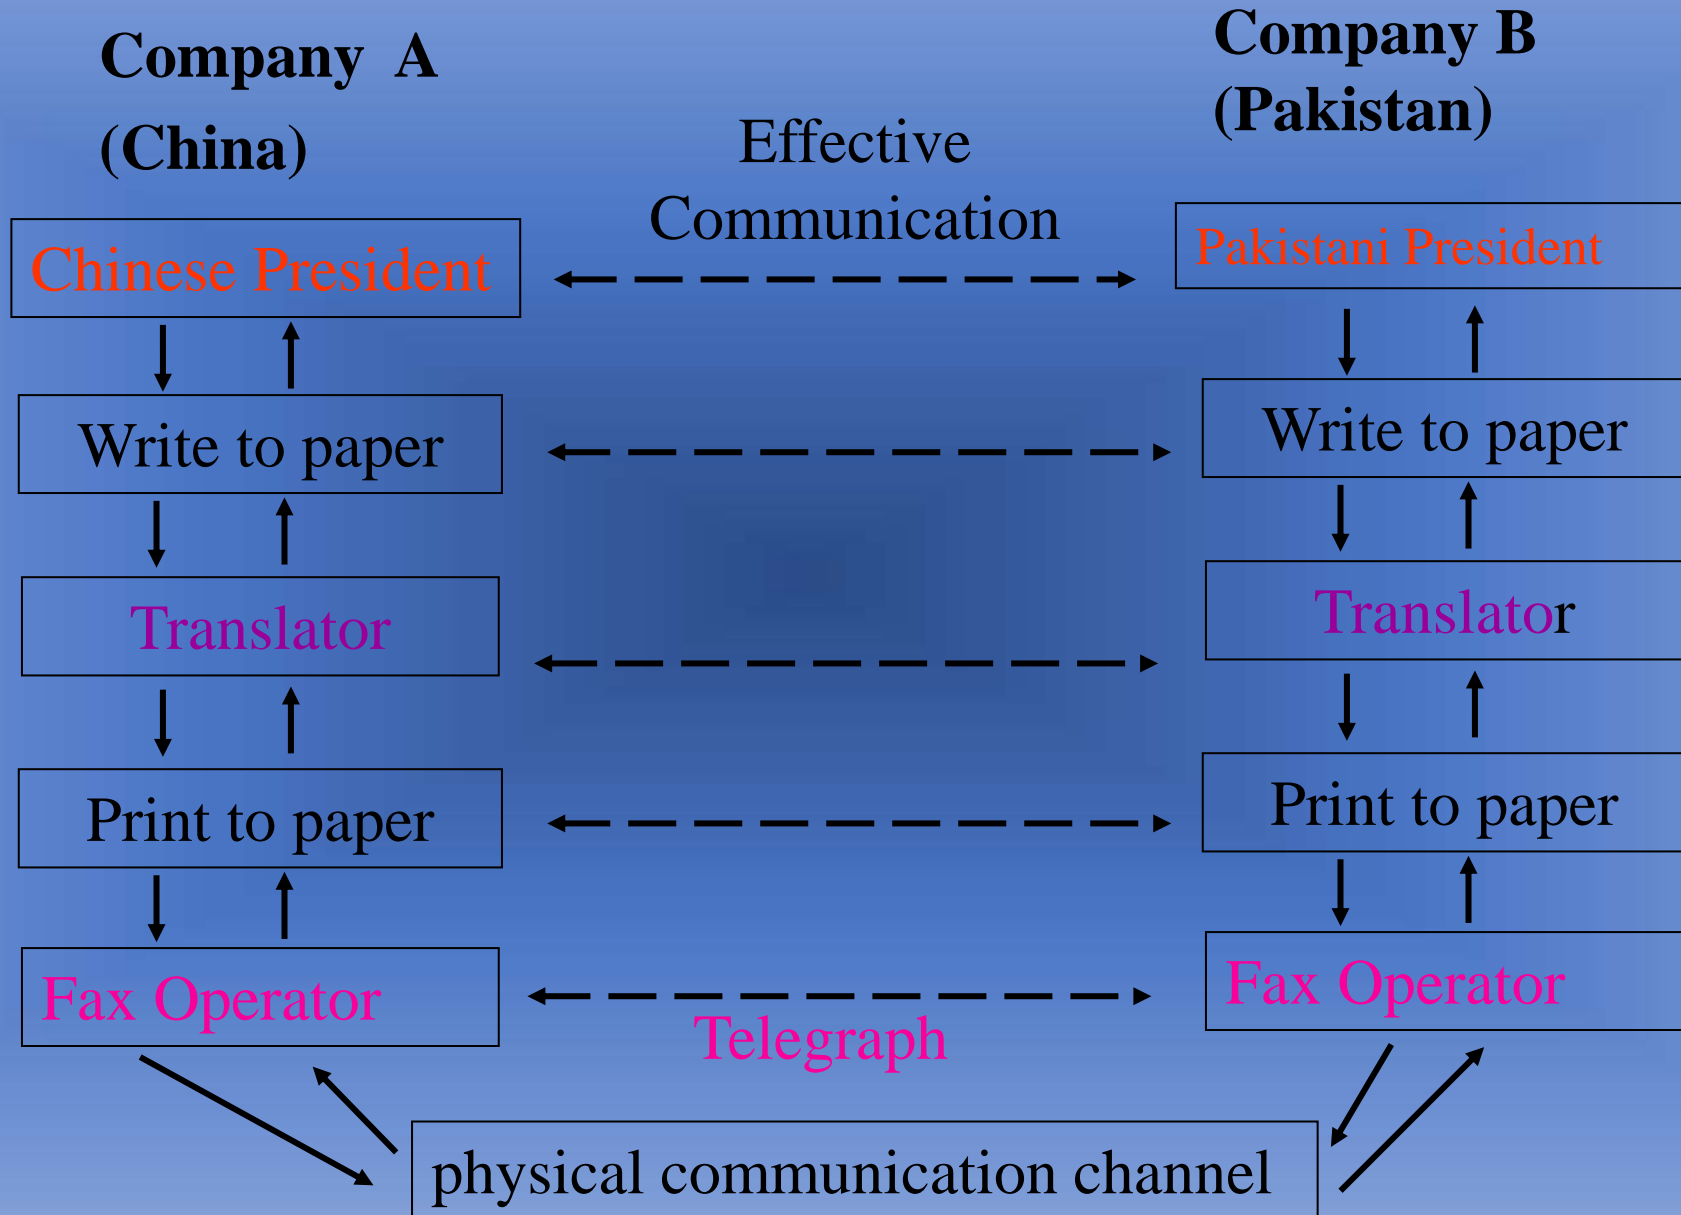 Company A
(China)
Company B
(Pakistan)
Effective
Communication
Chinese President
Pakistani President
Write to paper
Write to paper
Translator
Translator
Print to paper
Print to paper
Fax Operator
Fax Operator
Telegraph
physical communication channel